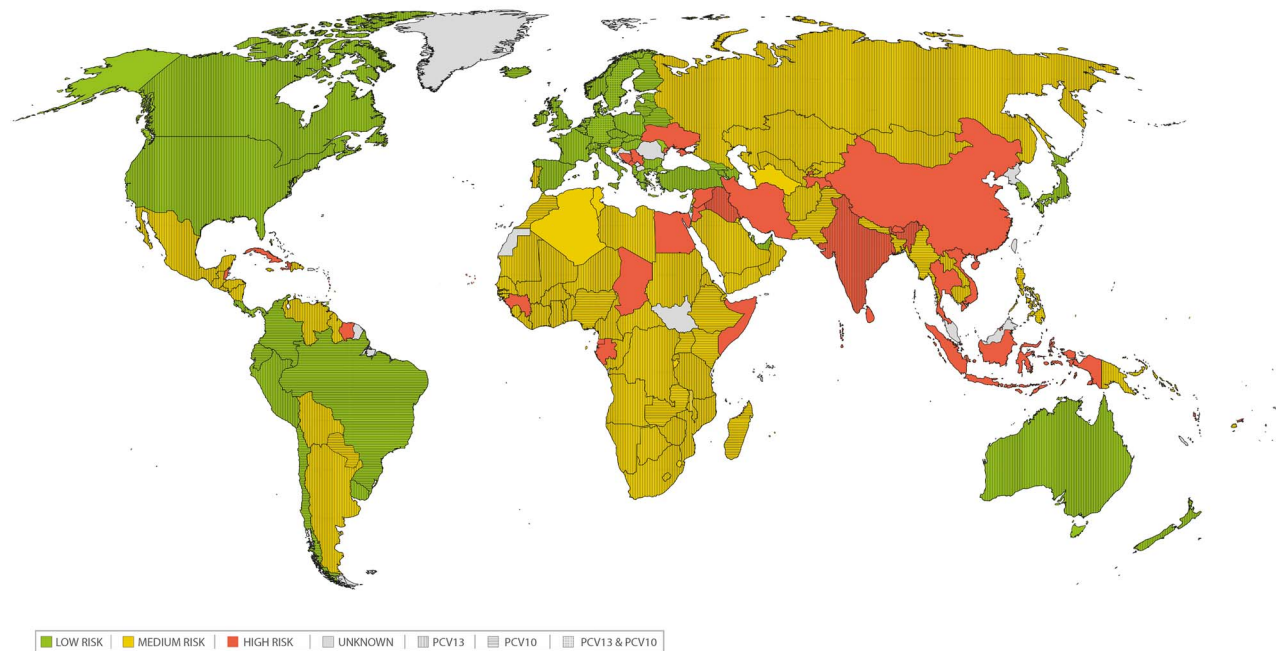 LOW RISK | MEDIUM RISK | HIGH RISK | UNKNOWN | PCV13 | PCV10 | PCV13 & PCV10